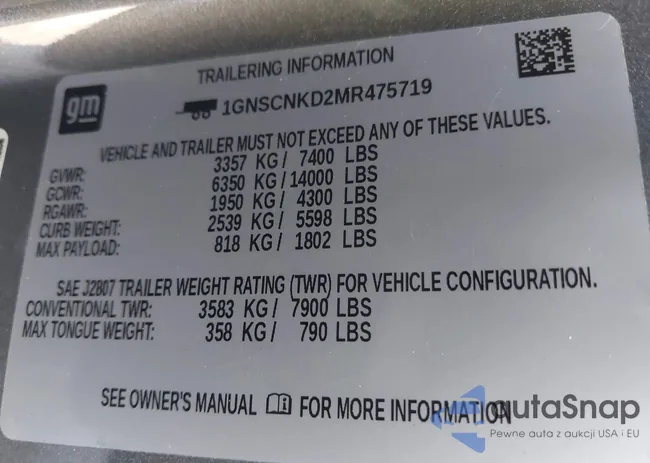 gm
TRAILERING INFORMATION
1GNSCNKD2MR475719
VEHICLE AND TRAILER MUST NOT EXCEED ANY OF THESE VALUES.
GVWR: 3357 KG/ 7400 LBS
GCWR: 6350 KG/ 14000 LBS
RGAWR: 1950 KG/ 4300 LBS
CURB WEIGHT: 2539 KG/ 5598 LBS
MAX PAYLOAD: 818 KG/ 1802 LBS
SAE J2807 TRAILER WEIGHT RATING (TWR) FOR VEHICLE CONFIGURATION.
CONVENTIONAL TWR: 3583 KG/ 7900 LBS
MAX TONGUE WEIGHT: 358 KG/ 790 LBS
SEE OWNER'S MANUAL FOR MORE INFORMATION
autaSnap
Pewne auta z aukcji USA i EU